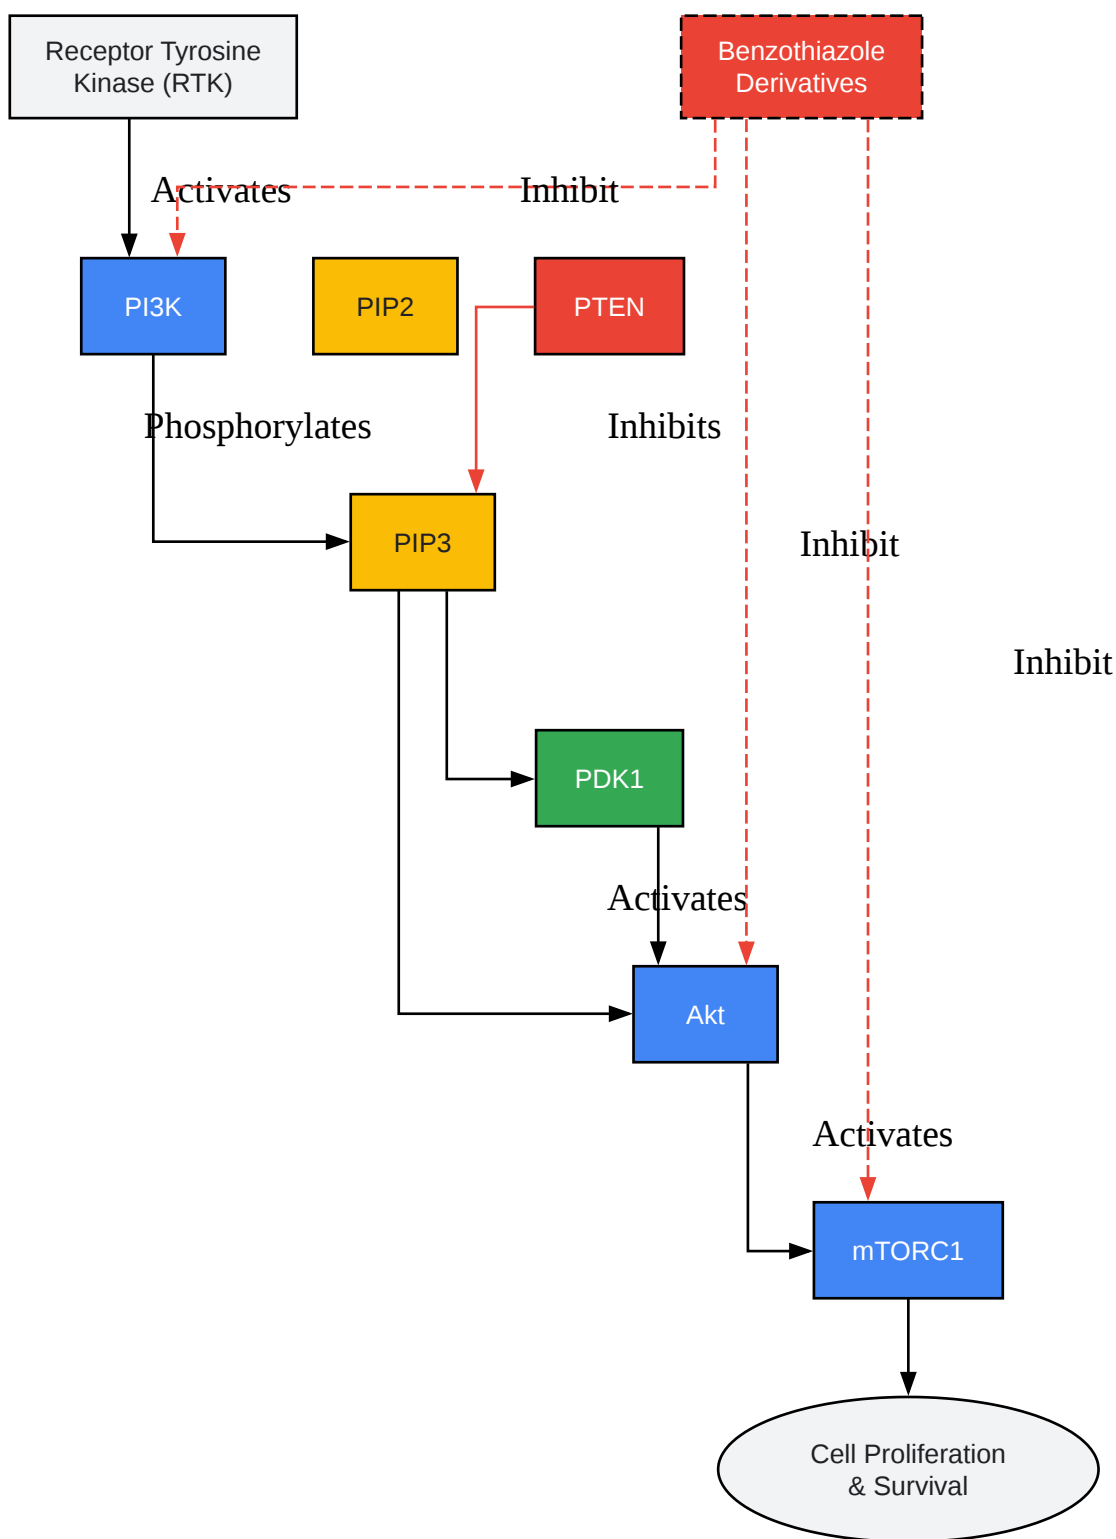 Receptor Tyrosine
Kinase (RTK)
Benzothiazole
Derivatives
Activates
Inhibit
PI3K
PIP2
PTEN
Phosphorylates
Inhibits
PIP3
Inhibit
Inhibit
PDK1
Activates
Akt
Activates
mTORC1
Cell Proliferation
& Survival